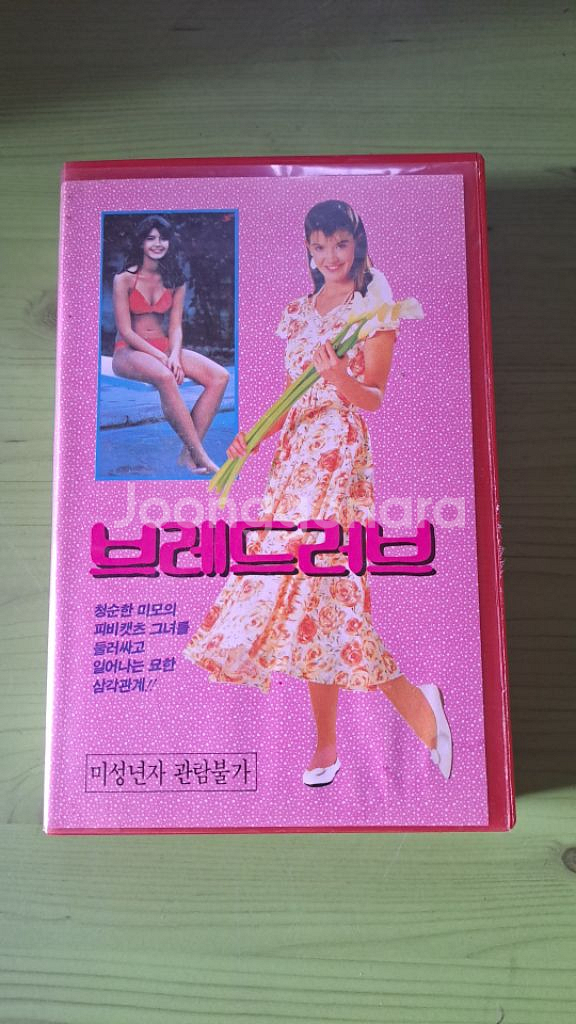 Joonggonara
브레드러브
청순한 미모의
피비캣츠 그녀를
둘러싸고
일어나는 묘한
삼각관계!!
미성년자 관람불가